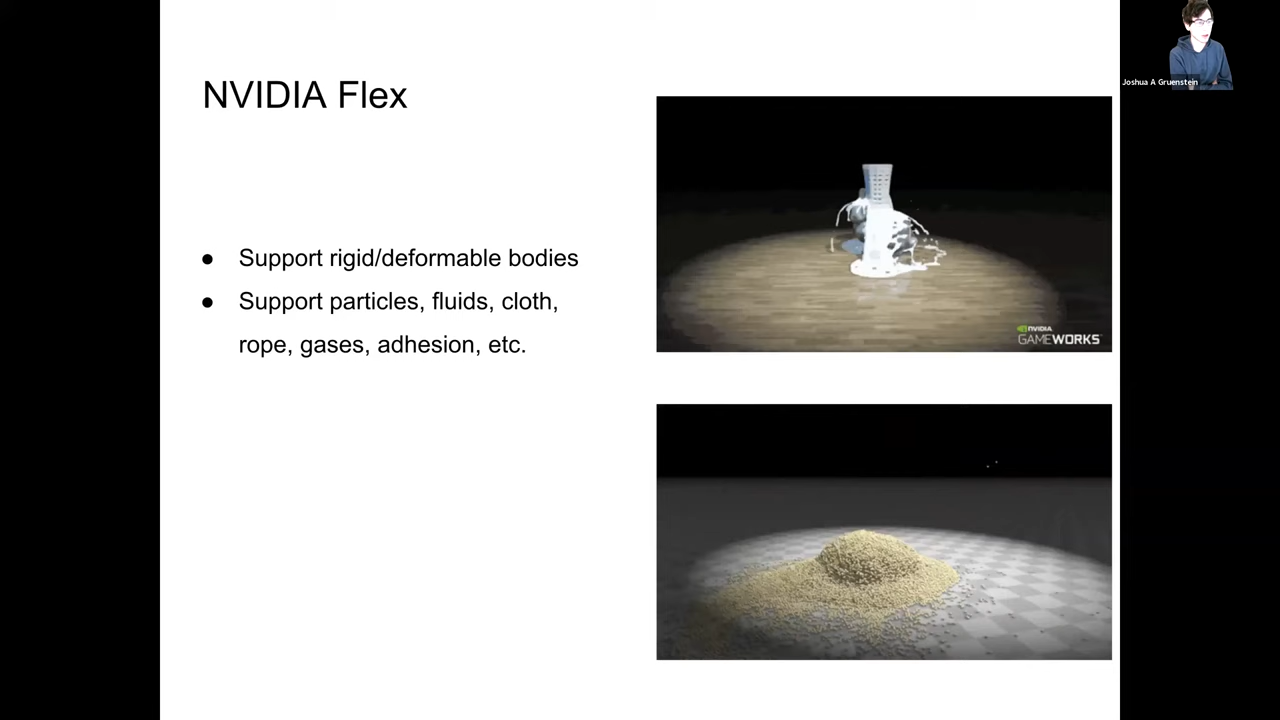 NVIDIA Flex
● Support rigid/deformable bodies
● Support particles, fluids, cloth,
rope, gases, adhesion, etc.
NVIDIA
GAMEWORKS
Joshua A Gruenstein